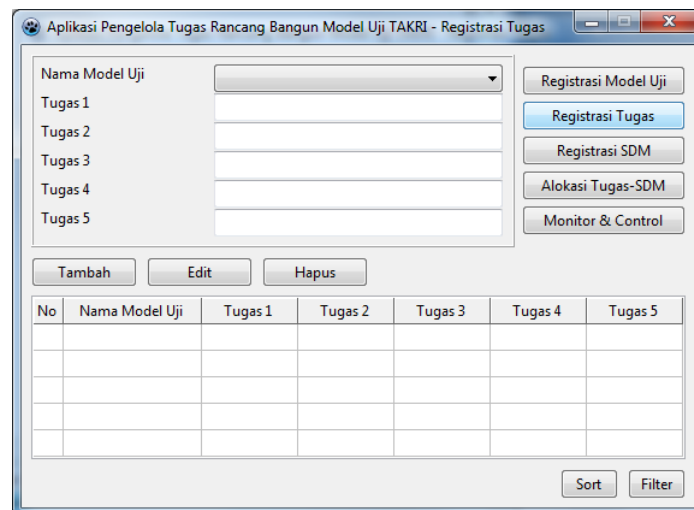 Aplikasi Pengelola Tugas Rancang Bangun Model Uji TAKRI - Registrasi Tugas
Nama Model Uji
Tugas 1
Tugas 2
Tugas 3
Tugas 4
Tugas 5
Registrasi Model Uji
Registrasi Tugas
Registrasi SDM
Alokasi Tugas-SDM
Monitor & Control
Tambah Edit Hapus
No Nama Model Uji Tugas 1 Tugas 2 Tugas 3 Tugas 4 Tugas 5
Sort Filter